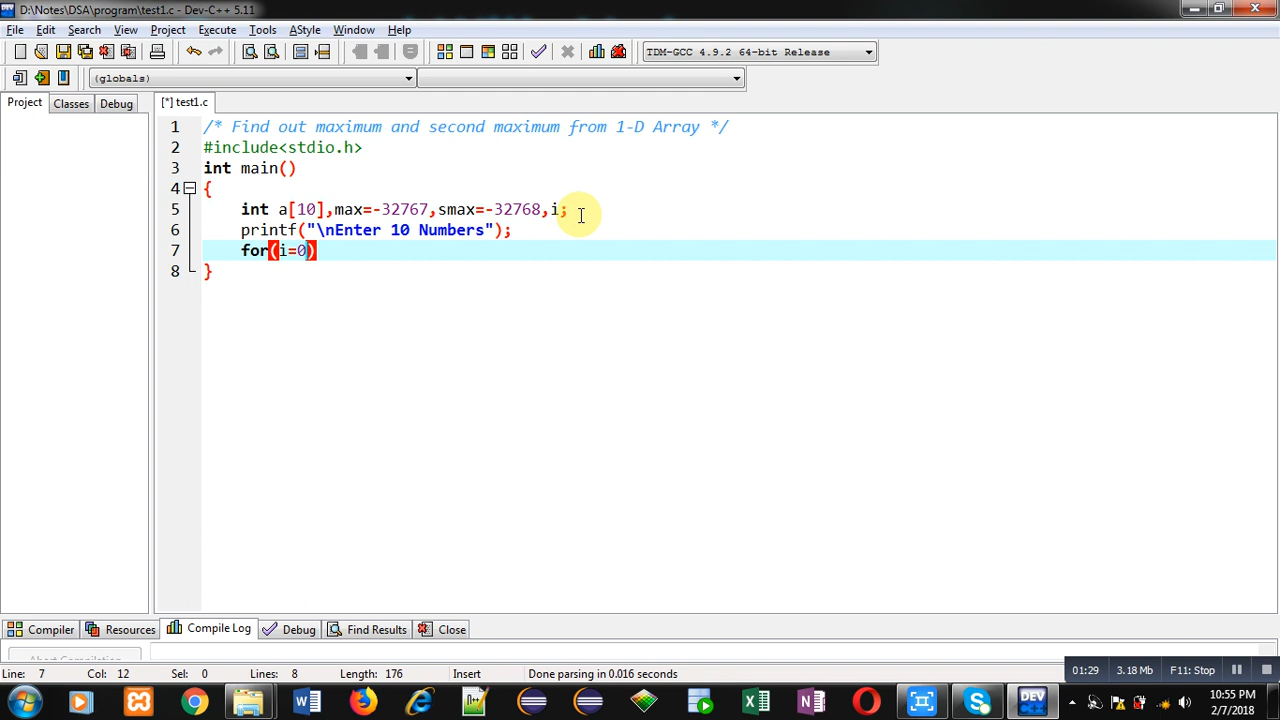 D:\Notes\DSA\program\test1.c - Dev-C++ 5.11
File Edit Search View Project Execute Tools AStyle Window Help
TDM-GCC 4.9.2 64-bit Release
(globals)
Project Classes Debug [*] test1.c
1 /* Find out maximum and second maximum from 1-D Array */
2 #include<stdio.h>
3 int main()
4 {
5 int a[10],max=-32767,smax=-32768,i;
6 printf("\nEnter 10 Numbers");
7 for(i=0)
8 }
Compiler Resources Compile Log Debug Find Results Close
Abort Compilation
Line: 7 Col: 12 Sel: 0 Lines: 8 Length: 176 Insert Done parsing in 0.016 seconds
01:29 3.18 Mb F11: Stop
10:55 PM
2/7/2018